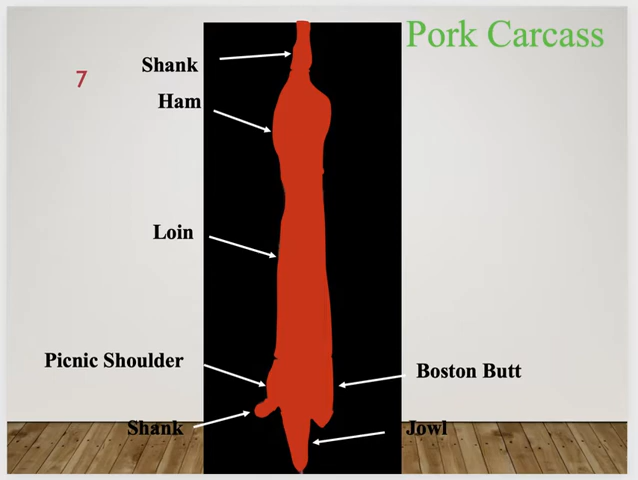 Pork Carcass
7
Shank
Ham
Loin
Picnic Shoulder
Boston Butt
Shank
Jowl